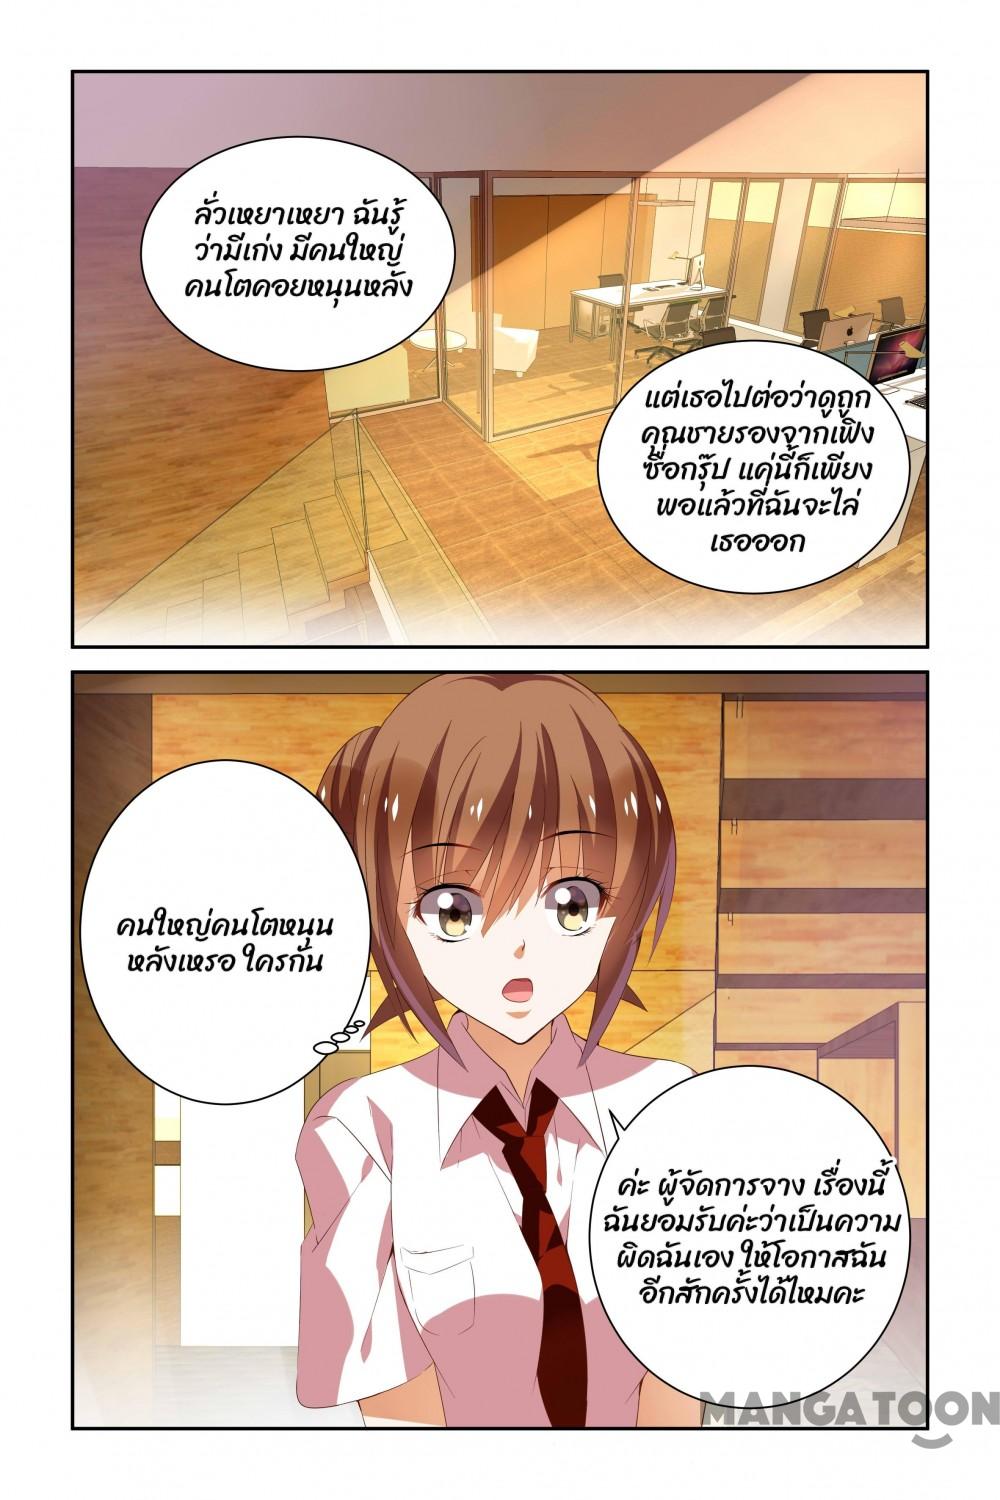 ลั่วเหยาเหยา ฉันรู้
ว่ามีเก่ง มีคนใหญ่
คนโตคอยหนุนหลัง
แต่เธอไปต่อว่าดูถูก
คุณชายรองจากเฟิง
ซื่อกรุ๊ป แค่นี้ก็เพียง
พอแล้วที่ฉันจะไล่
เธอออก
คนใหญ่คนโตหนุน
หลังเหรอ ใครกัน
ค่ะ ผู้จัดการจาง เรื่องนี้
ฉันยอมรับค่ะว่าเป็นความ
ผิดฉันเอง ให้โอกาสฉัน
อีกสักครั้งได้ไหมคะ
MANGATOON